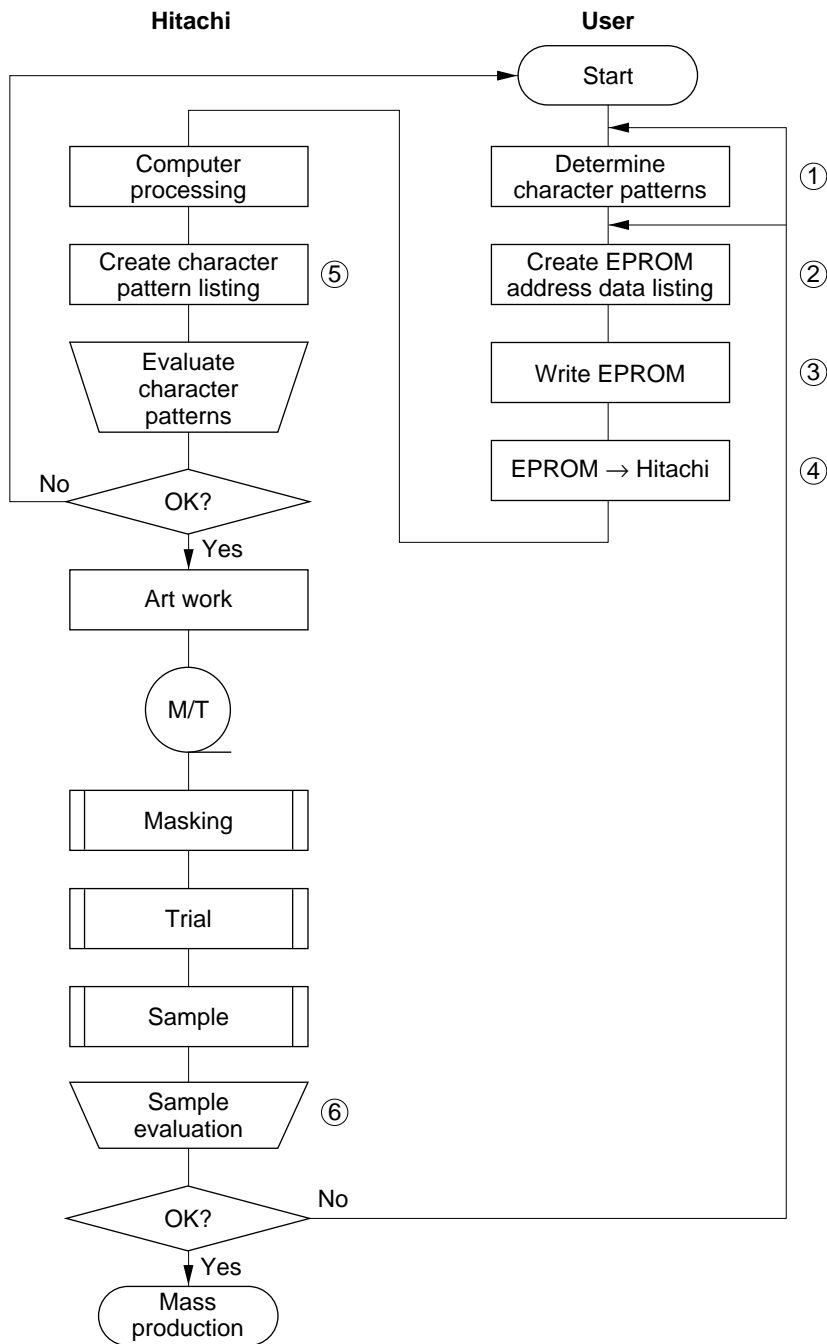 Hitachi
User
Start
Determine
character patterns
①
Create EPROM
address data listing
②
Write EPROM
③
EPROM → Hitachi
④
Computer
processing
Create character
pattern listing
⑤
Evaluate
character
patterns
OK?
No
Yes
Art work
M/T
Masking
Trial
Sample
Sample
evaluation
⑥
OK?
No
Yes
Mass
production